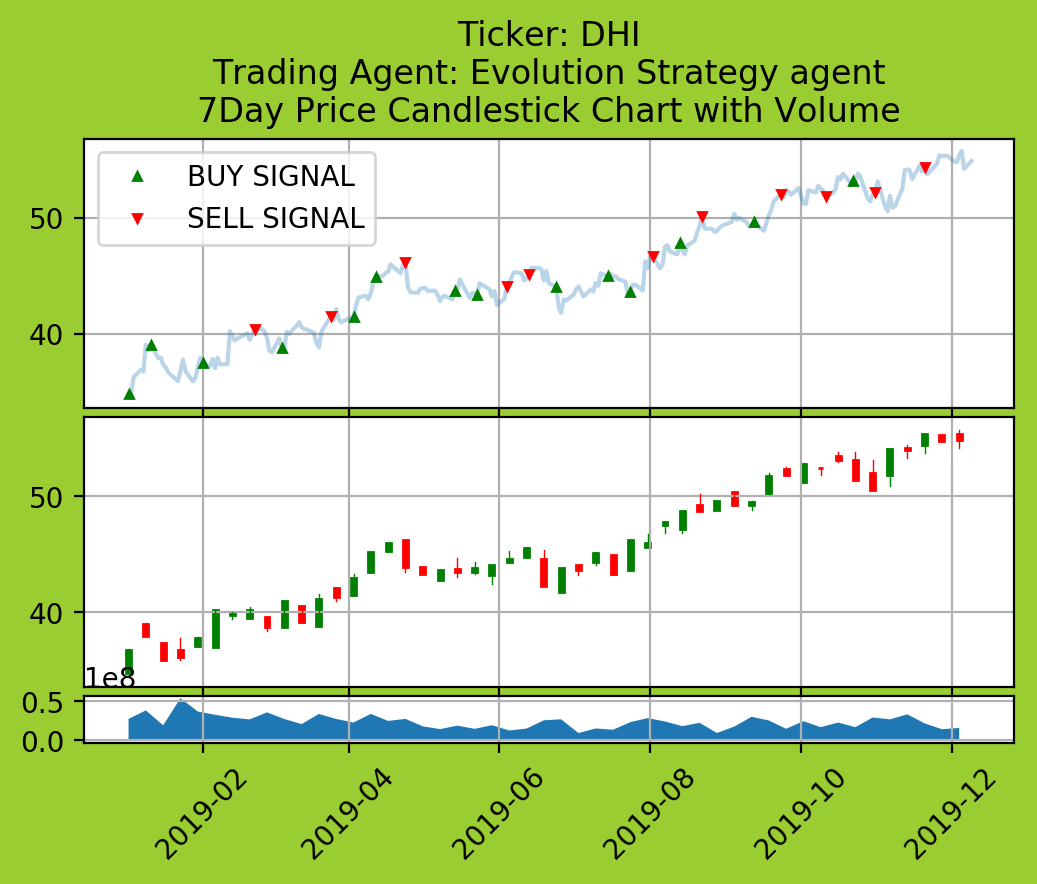 Ticker: DHI
Trading Agent: Evolution Strategy agent
7Day Price Candlestick Chart with Volume
BUY SIGNAL
SELL SIGNAL
50
40
50
40
1e8
0.5
0.0
2019-02
2019-04
2019-06
2019-08
2019-10
2019-12